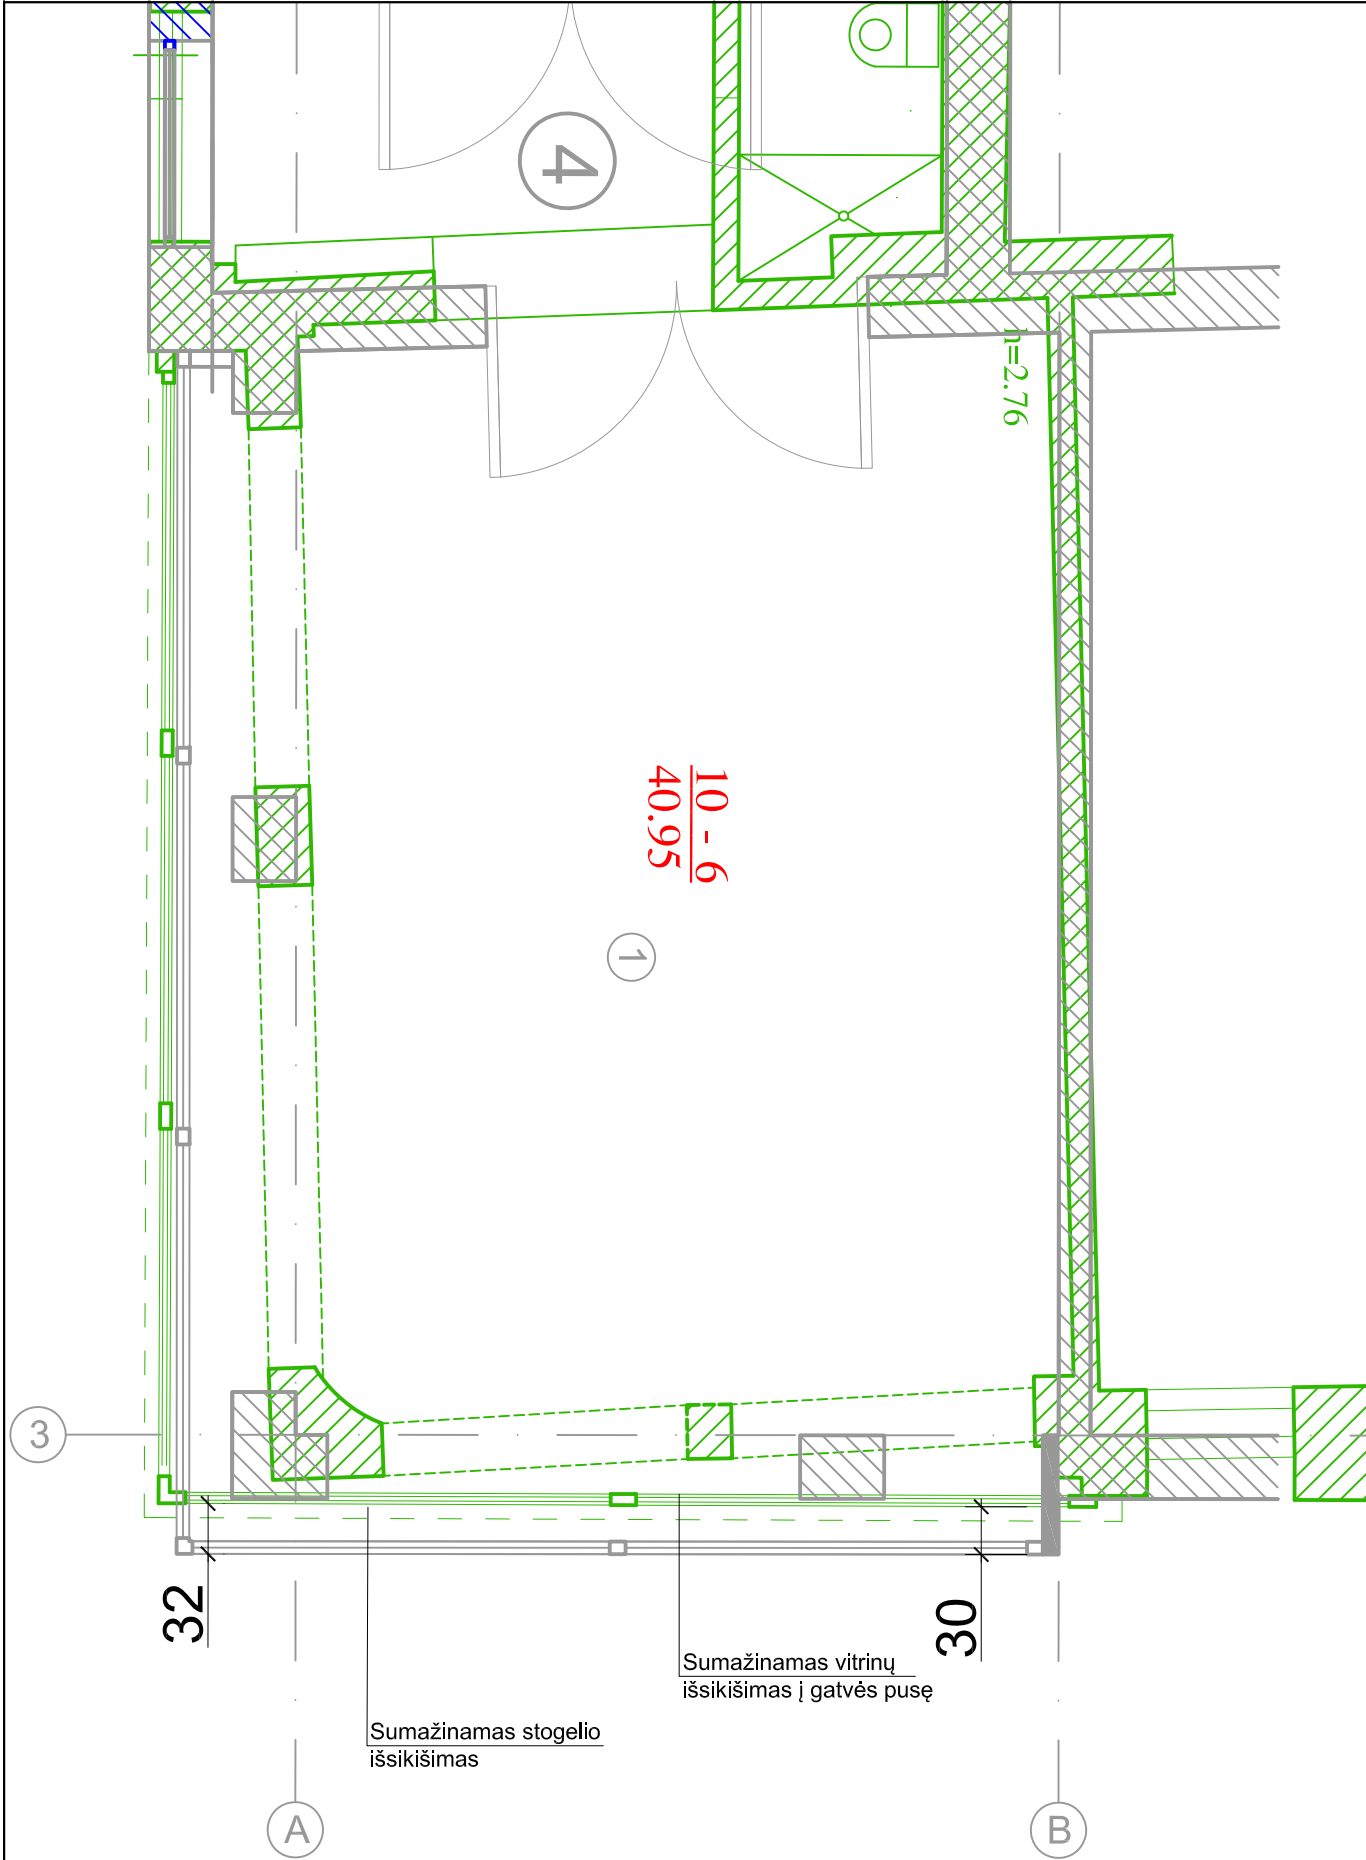 4
h=2.76
10 - 6
40.95
1
3
32
30
Sumažinamas vitrinų
išsikišimas į gatvės pusę
Sumažinamas stogelio
išsikišimas
A
B